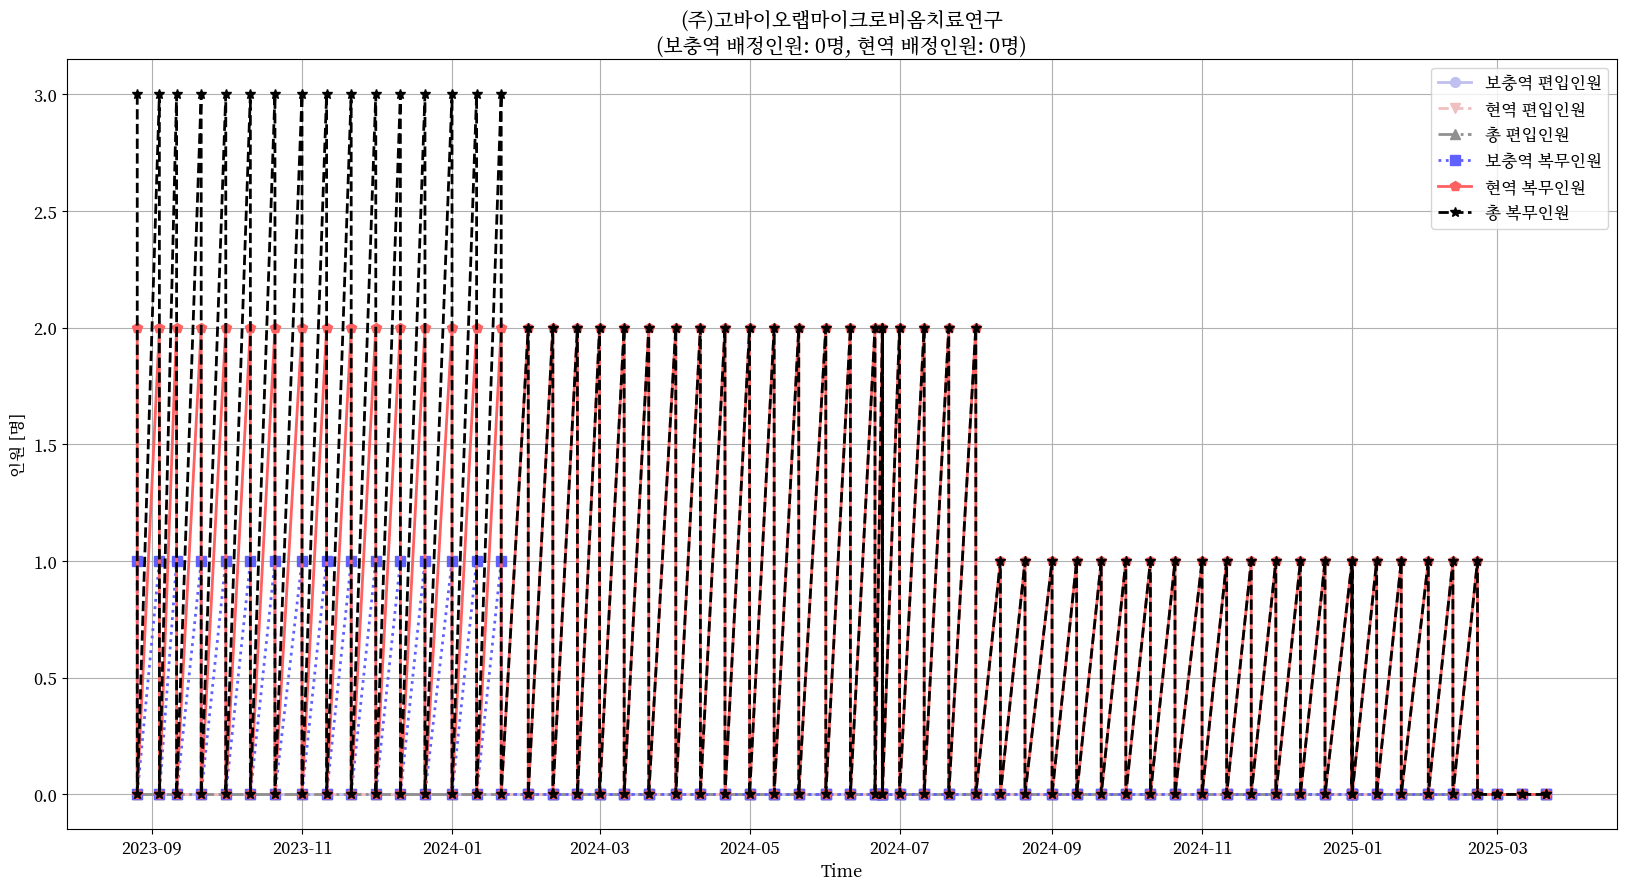 (주)고바이오랩마이크로비옴치료연구
(보충역 배정인원: 0명, 현역 배정인원: 0명)
보충역 편입인원
현역 편입인원
총 편입인원
보충역 복무인원
현역 복무인원
총 복무인원
인원 [명]
3.0
2.5
2.0
1.5
1.0
0.5
0.0
2023-09
2023-11
2024-01
2024-03
2024-05
2024-07
2024-09
2024-11
2025-01
2025-03
Time